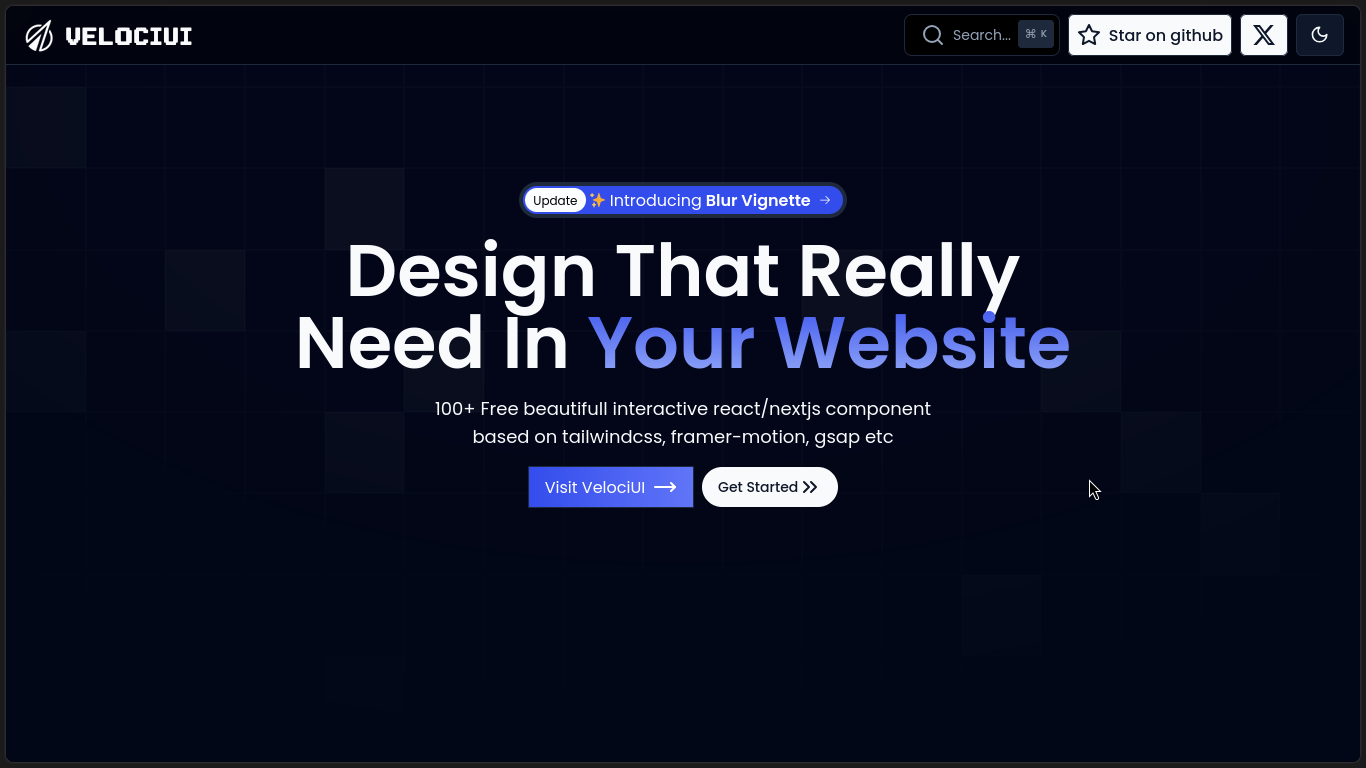 VELOCIUI
Search... ⌘ K
Star on github
Update ✨ Introducing Blur Vignette →
Design That Really
Need In Your Website
100+ Free beautifull interactive react/nextjs component
based on tailwindcss, framer-motion, gsap etc
Visit VelociUI
Get Started